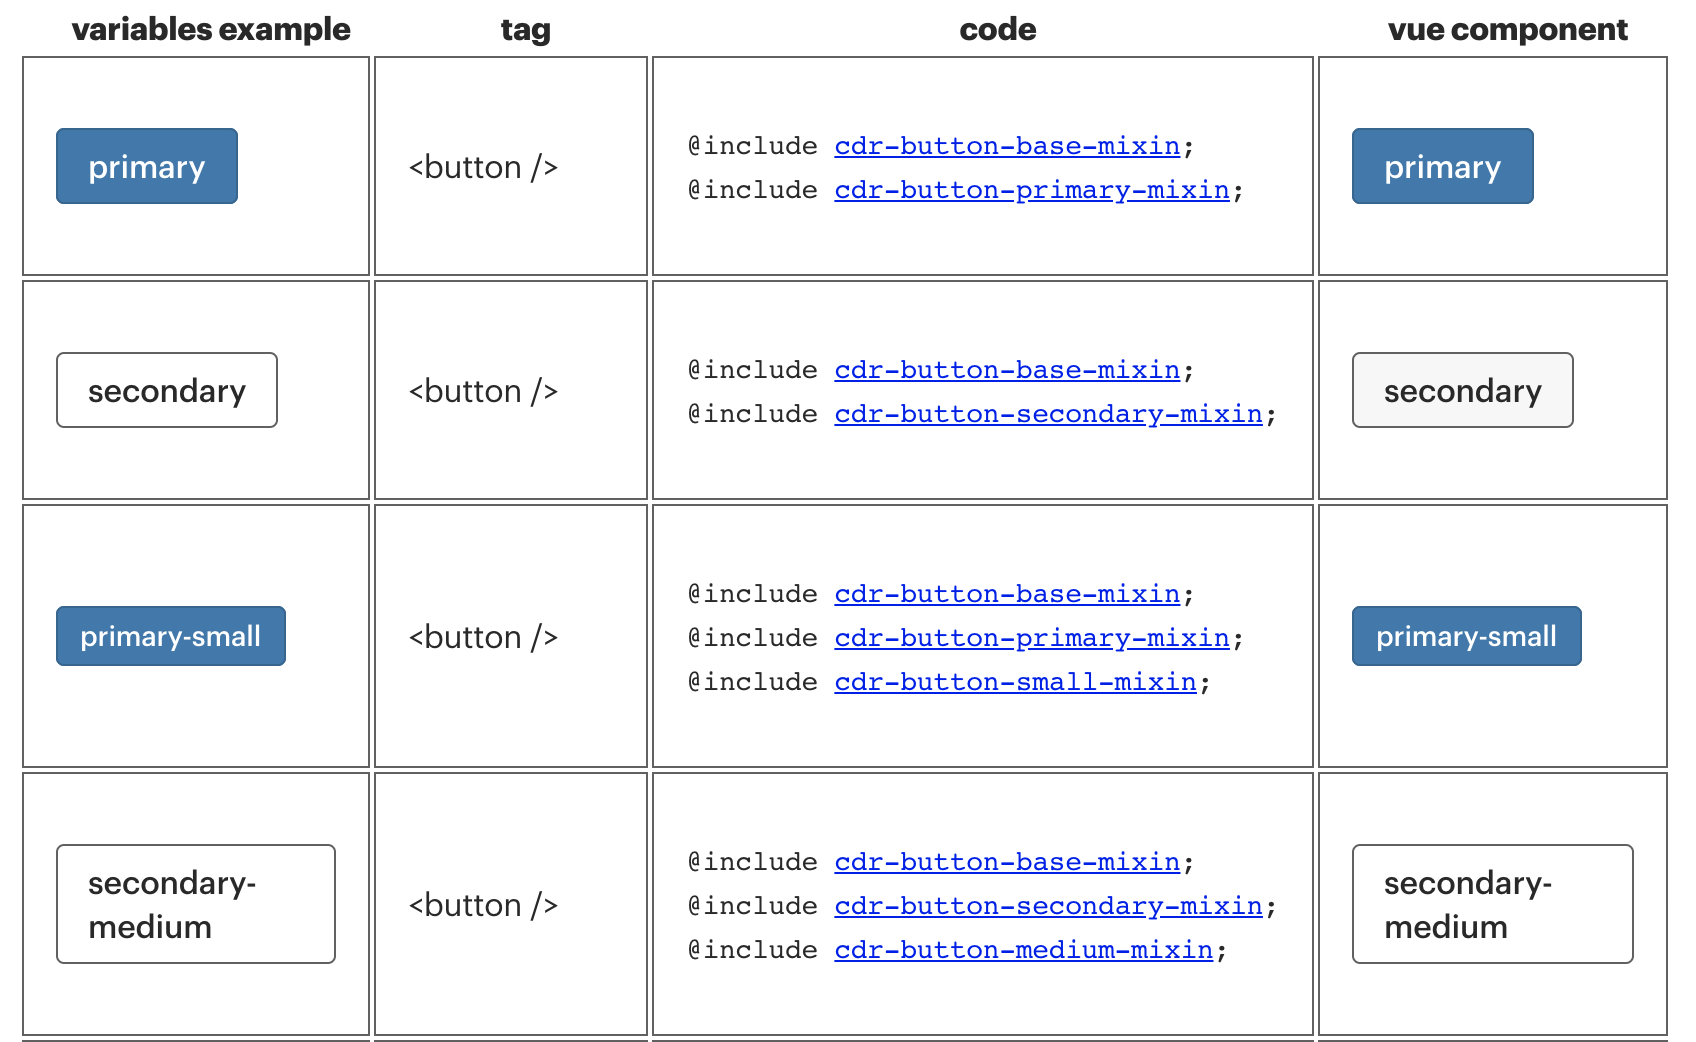 variables example tag code vue component
primary <button /> @include cdr-button-base-mixin; primary
@include cdr-button-primary-mixin;
secondary <button /> @include cdr-button-base-mixin; secondary
@include cdr-button-secondary-mixin;
primary-small <button /> @include cdr-button-base-mixin; primary-small
@include cdr-button-primary-mixin;
@include cdr-button-small-mixin;
secondary-
medium <button /> @include cdr-button-base-mixin; secondary-
@include cdr-button-secondary-mixin; medium
@include cdr-button-medium-mixin;